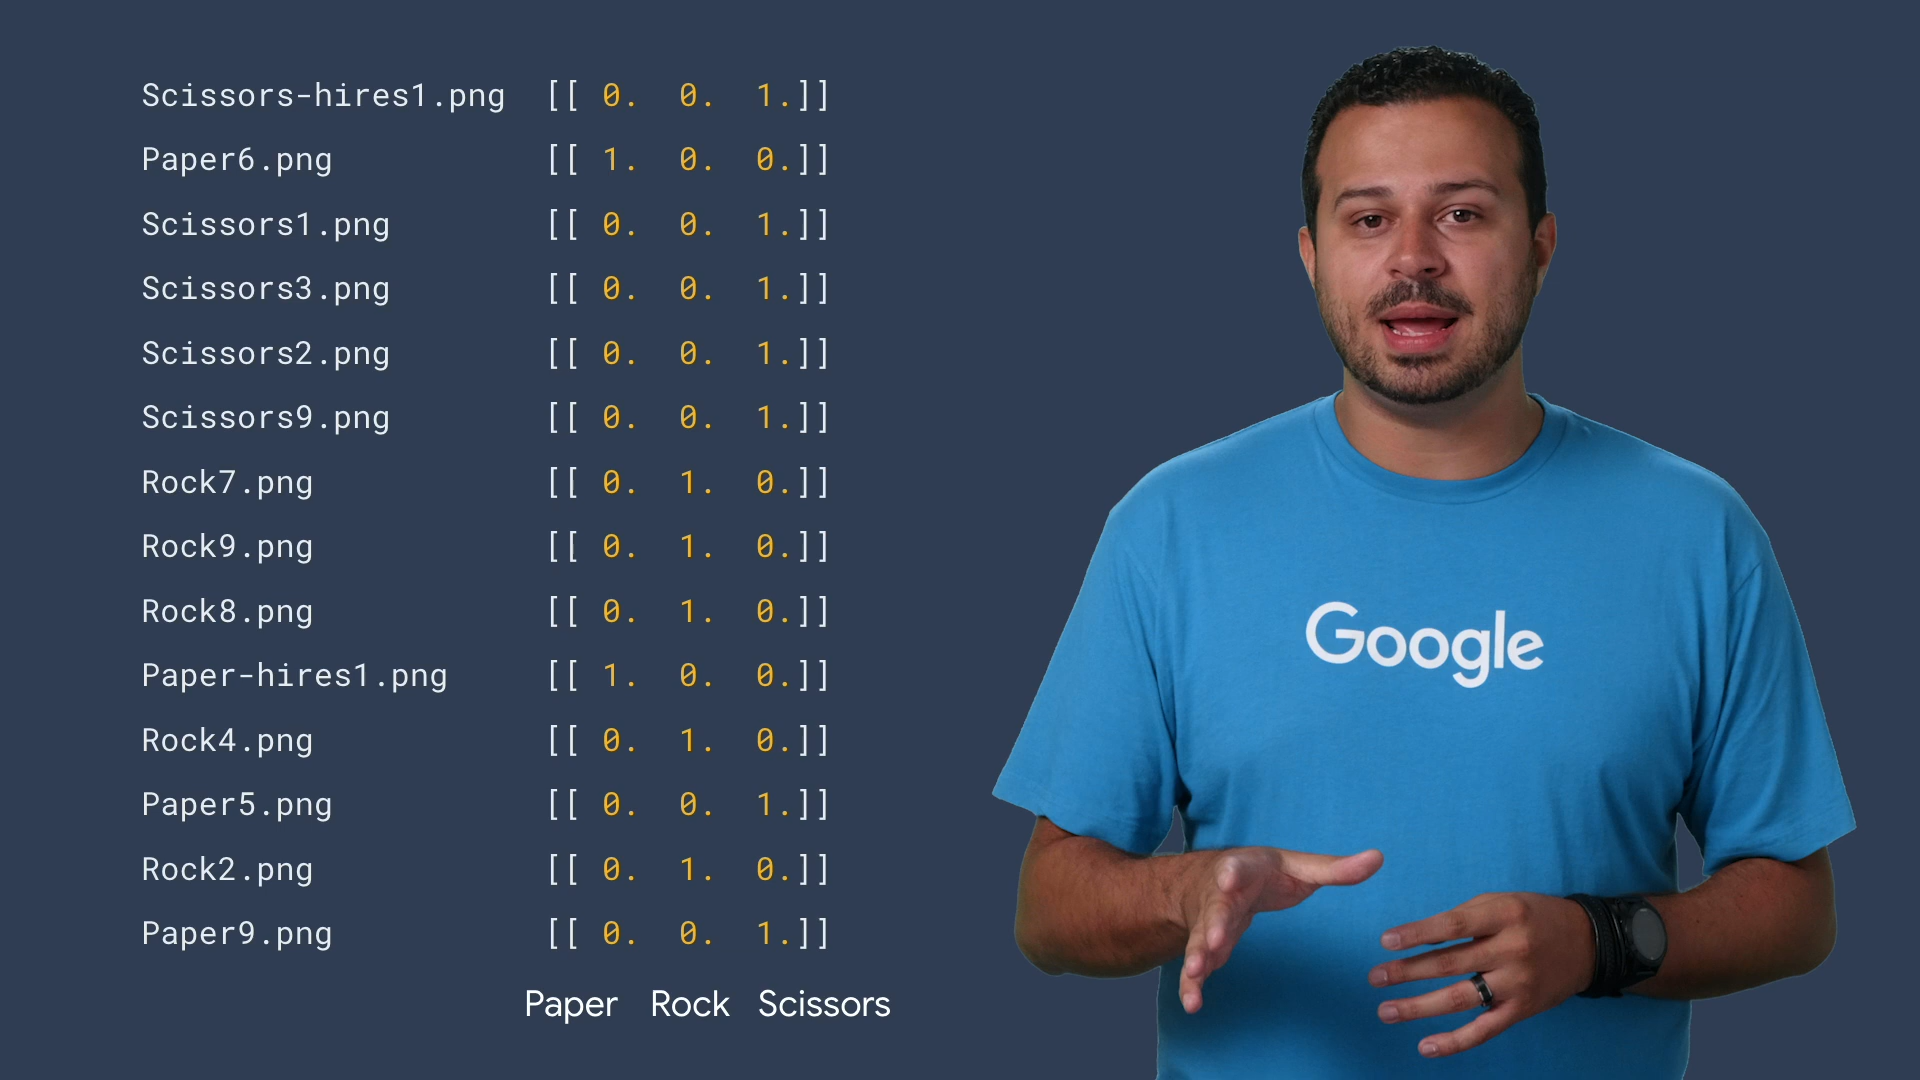 Scissors-hires1.png [[ 0. 0. 1.]]
Paper6.png [[ 1. 0. 0.]]
Scissors1.png [[ 0. 0. 1.]]
Scissors3.png [[ 0. 0. 1.]]
Scissors2.png [[ 0. 0. 1.]]
Scissors9.png [[ 0. 0. 1.]]
Rock7.png [[ 0. 1. 0.]]
Rock9.png [[ 0. 1. 0.]]
Rock8.png [[ 0. 1. 0.]]
Paper-hires1.png [[ 1. 0. 0.]]
Rock4.png [[ 0. 1. 0.]]
Paper5.png [[ 0. 0. 1.]]
Rock2.png [[ 0. 1. 0.]]
Paper9.png [[ 0. 0. 1.]]
Paper Rock Scissors
Google